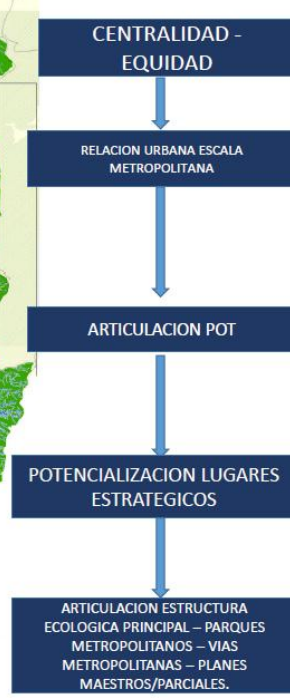 CENTRALIDAD -
EQUIDAD
RELACION URBANA ESCALA
METROPOLITANA
ARTICULACION POT
POTENCIALIZACION LUGARES
ESTRATEGICOS
ARTICULACION ESTRUCTURA
ECOLOGICA PRINCIPAL – PARQUES
METROPOLITANOS – VIAS
METROPOLITANAS – PLANES
MAESTROS/PARCIALES.